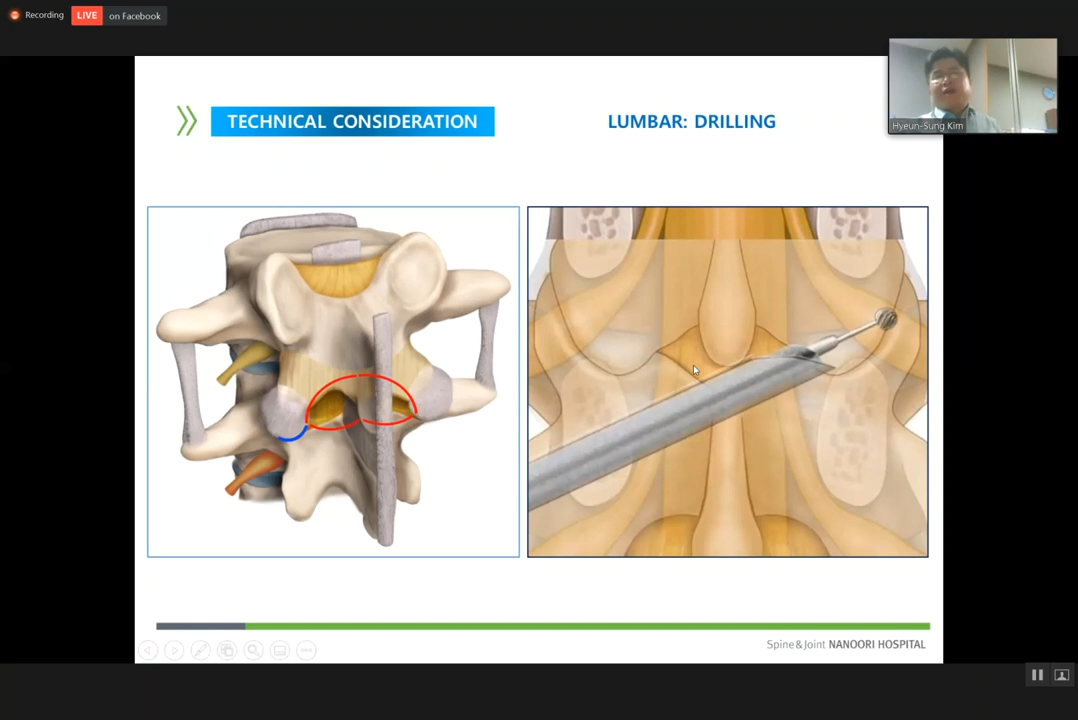 Recording
LIVE on Facebook
Hyeun-Sung Kim
TECHNICAL CONSIDERATION
LUMBAR: DRILLING
Spine & Joint NANOORI HOSPITAL